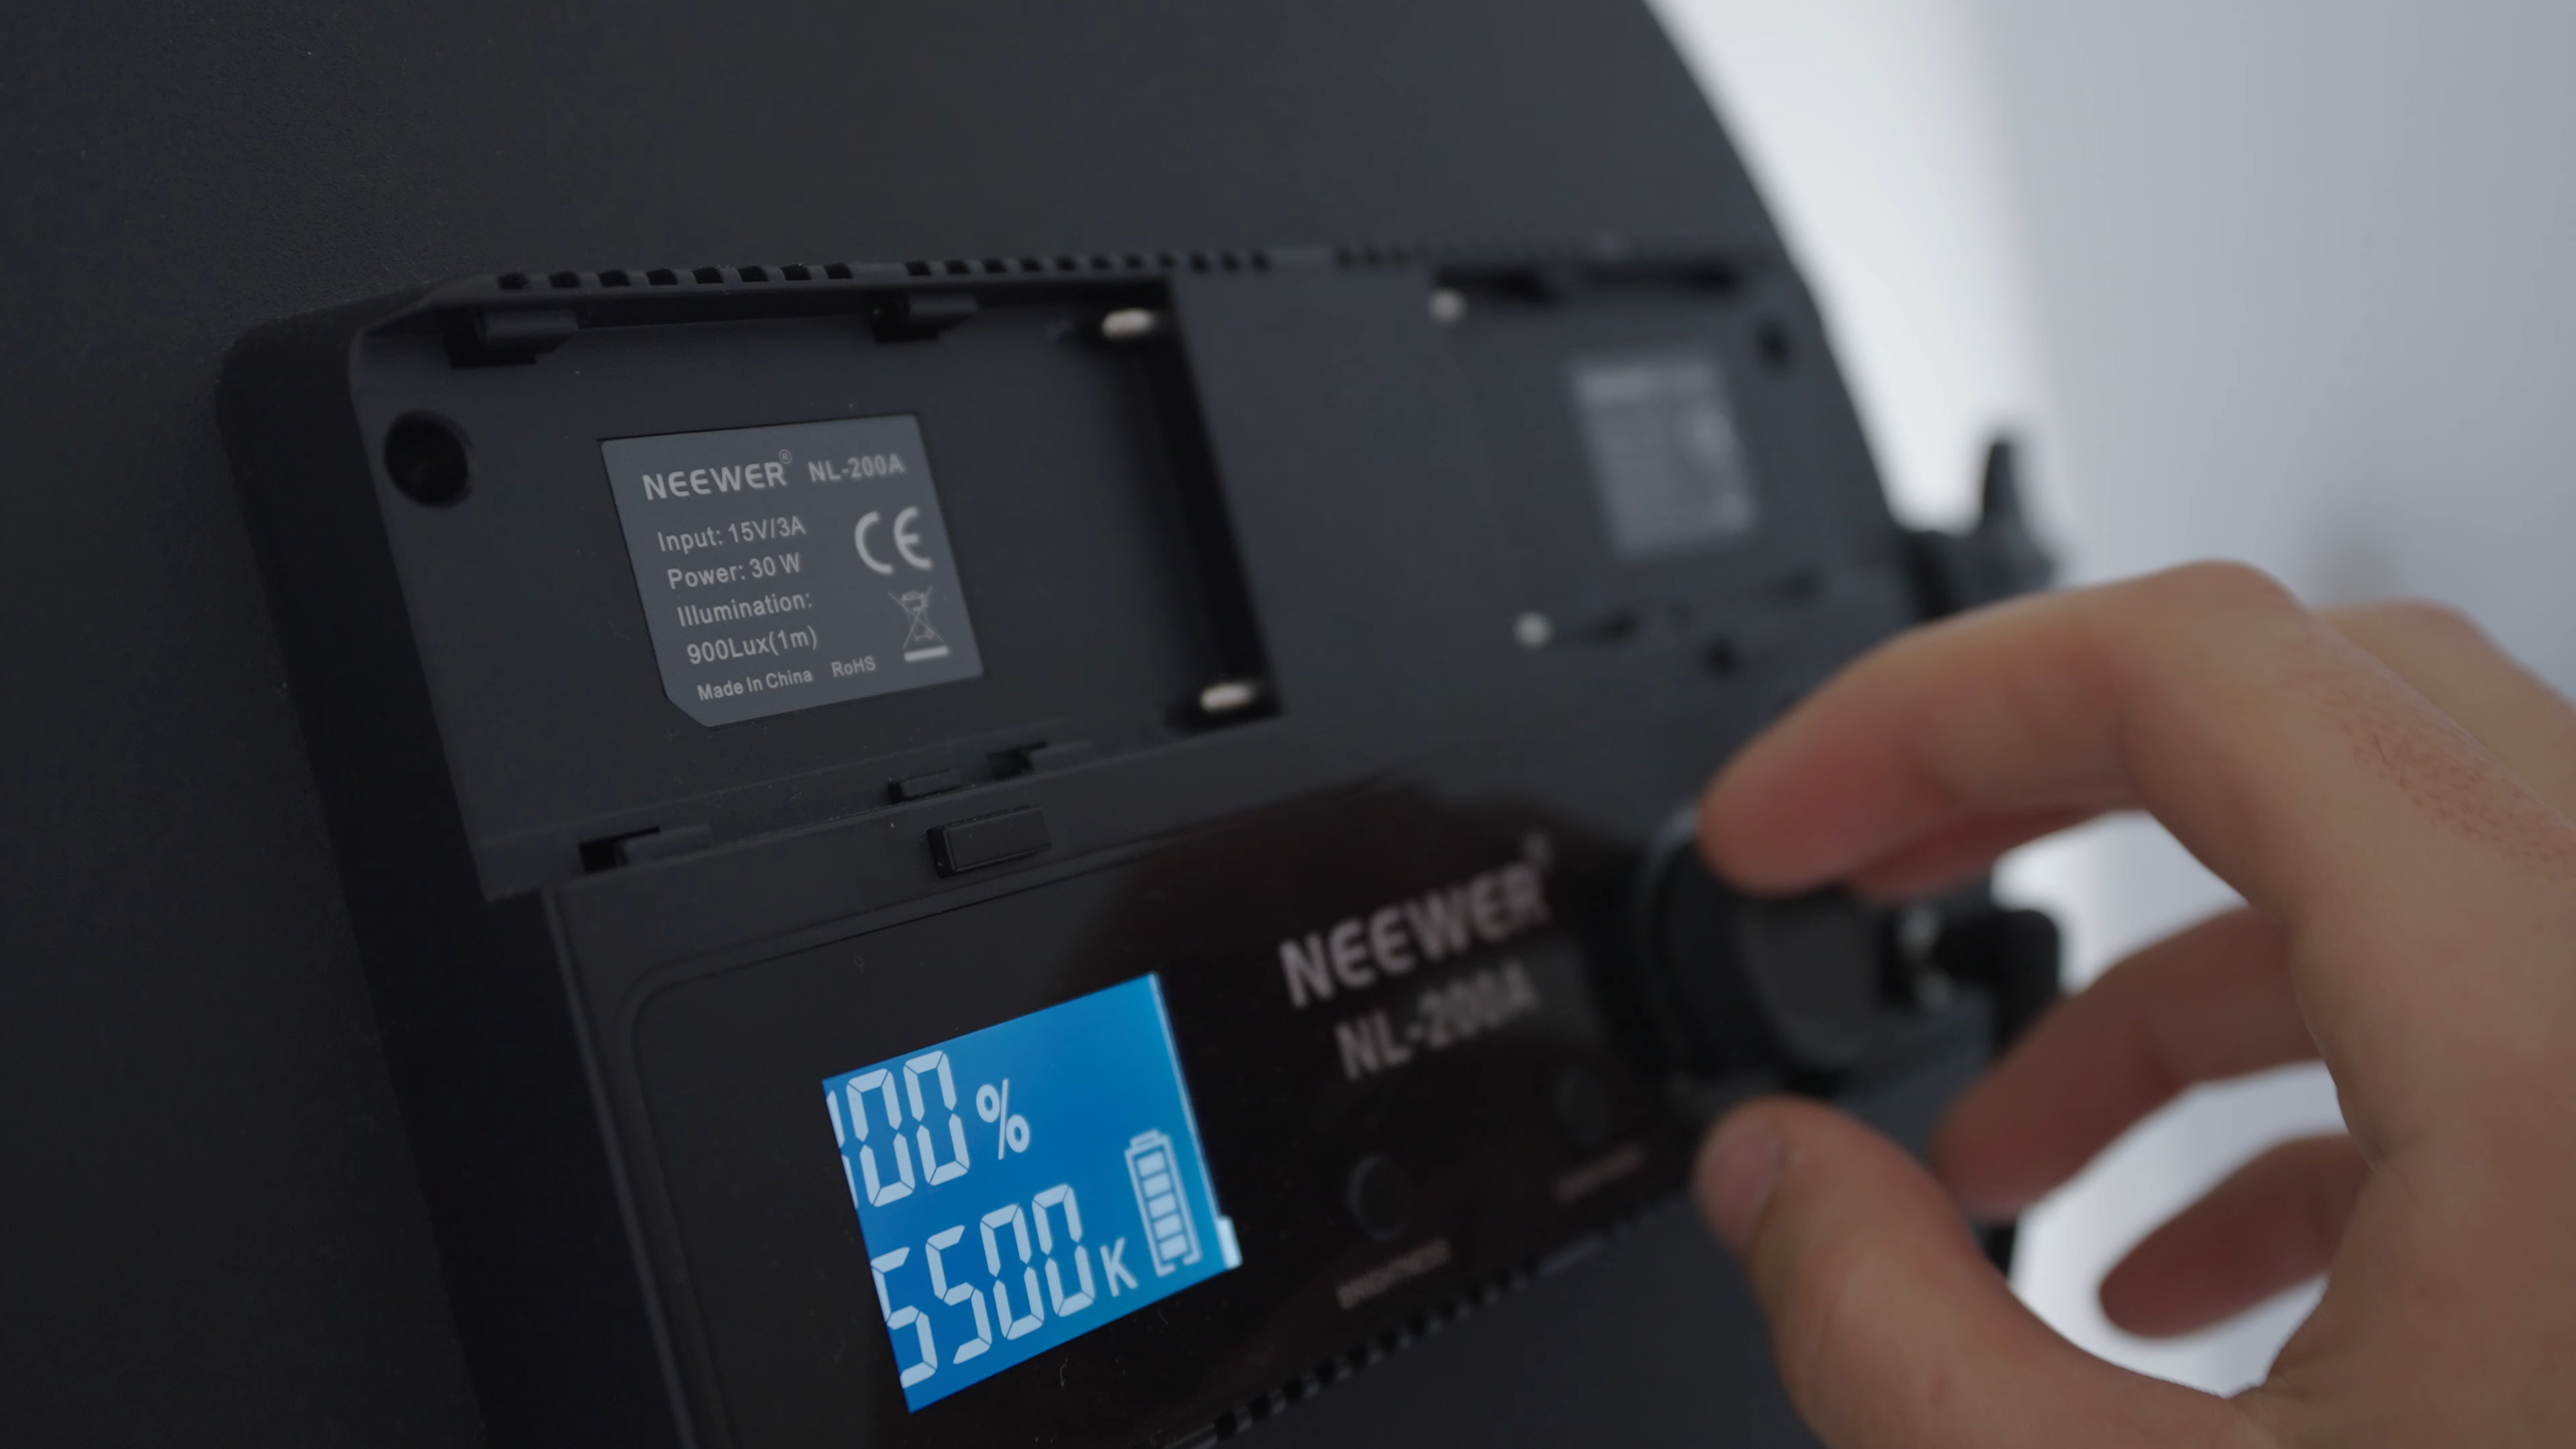 NEEWER® NL-200A
Input: 15V/3A
Power: 30 W
Illumination:
900Lux(1m)
Made In China RoHS
CE
NEEWER
NL-200A
100%
5500K
BRIGHTNESS